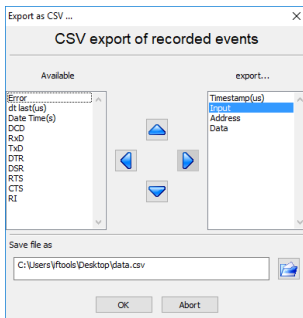 Export as CSV ...
CSV export of recorded events
Available
export...
Error
dt last(us)
Date Time(s)
DCD
RxD
TxD
DCD
DTR
DSR
RTS
CTS
RI
Timestamp(us)
Input
Address
Data
Save file as
C:\Users\iftools\Desktop\data.csv
OK
Abort